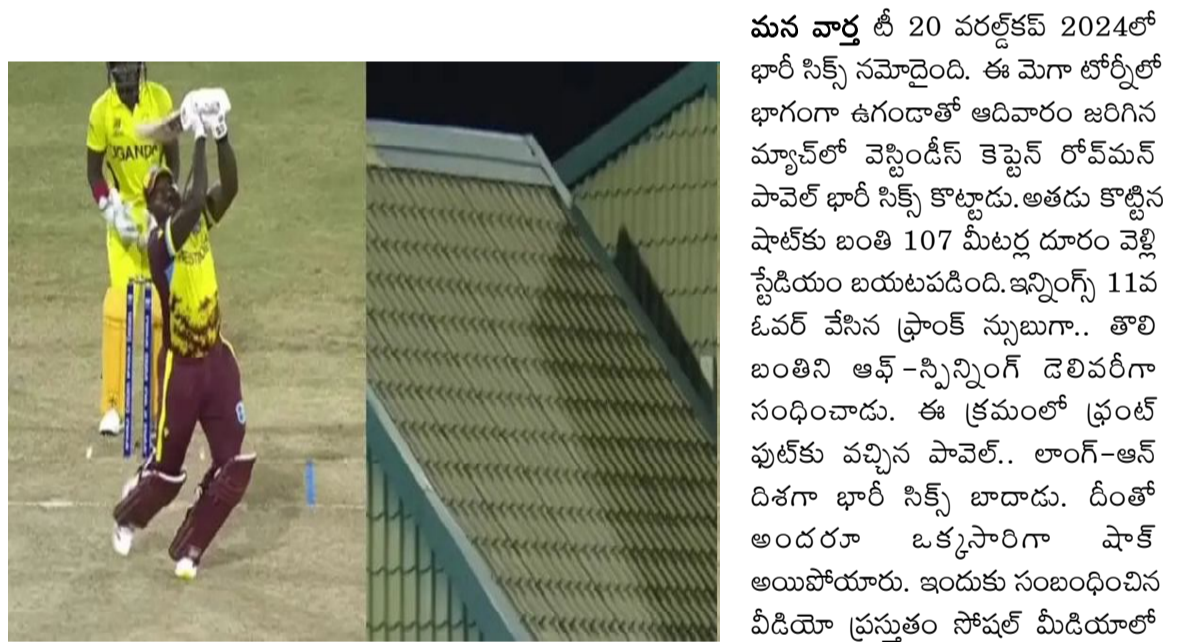 UGANDA
మన వార్త టీ 20 వరల్డ్‌కప్ 2024లో
భారీ సిక్స్ నమోదైంది. ఈ మెగా టోర్నీలో
భాగంగా ఉగండాతో ఆదివారం జరిగిన
మ్యాచ్‌లో వెస్టిండీస్ కెప్టెన్ రోవ్‌మన్
పావెల్ భారీ సిక్స్ కొట్టాడు.అతడు కొట్టిన
షాట్‌కు బంతి 107 మీటర్ల దూరం వెళ్లి
స్టేడియం బయటపడింది.ఇన్నింగ్స్ 11వ
ఓవర్ వేసిన ఫ్రాంక్ న్సుబుగా.. తొలి
బంతిని ఆఫ్ -స్పిన్నింగ్ డెలివరీగా
సంధించాడు. ఈ క్రమంలో ఫ్రంట్
ఫుట్‌కు వచ్చిన పావెల్.. లాంగ్-ఆన్
దిశగా భారీ సిక్స్ బాదాడు. దీంతో
అందరూ ఒక్కసారిగా షాక్
అయిపోయారు. ఇందుకు సంబంధించిన
వీడియో ప్రస్తుతం సోషల్ మీడియాలో